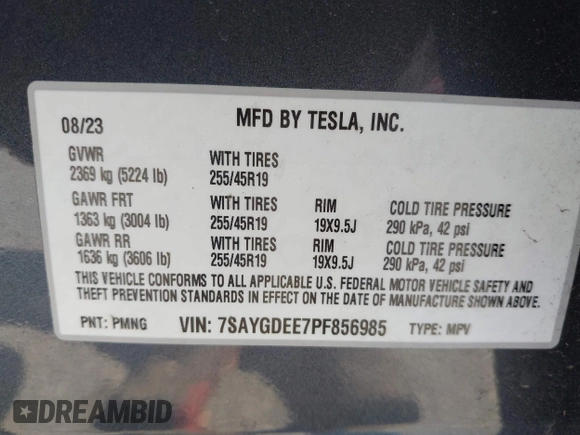 08/23 MFD BY TESLA, INC.
GVWR WITH TIRES
2369 kg (5224 lb) 255/45R19
GAWR FRT WITH TIRES RIM COLD TIRE PRESSURE
1363 kg (3004 lb) 255/45R19 19X9.5J 290 kPa, 42 psi
GAWR RR WITH TIRES RIM COLD TIRE PRESSURE
1636 kg (3606 lb) 255/45R19 19X9.5J 290 kPa, 42 psi
THIS VEHICLE CONFORMS TO ALL APPLICABLE U.S. FEDERAL MOTOR VEHICLE SAFETY AND
THEFT PREVENTION STANDARDS IN EFFECT ON THE DATE OF MANUFACTURE SHOWN ABOVE.
PNT: PMNG VIN: 7SAYGDEE7PF856985 TYPE: MPV
DREAMBID